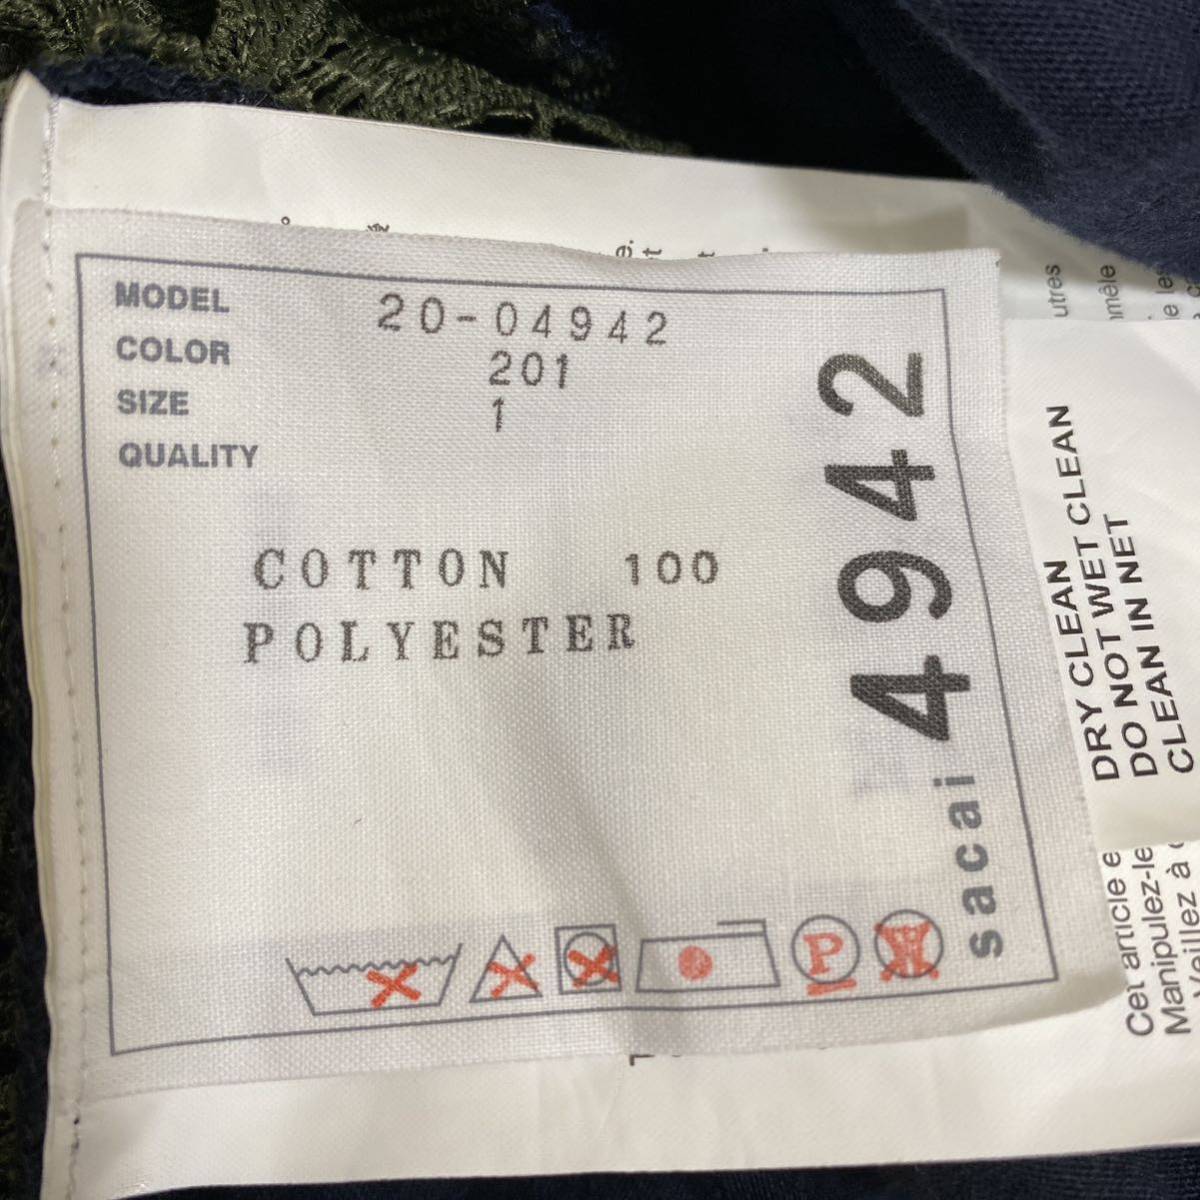 MODEL 20-04942
COLOR 201
SIZE 1
QUALITY
COTTON 100
POLYESTER
4942
sacai
P
W
DRY CLEAN
DO NOT WET CLEAN
CLEAN IN NET
Cet article
Manipulez-le
Veillez à
utres